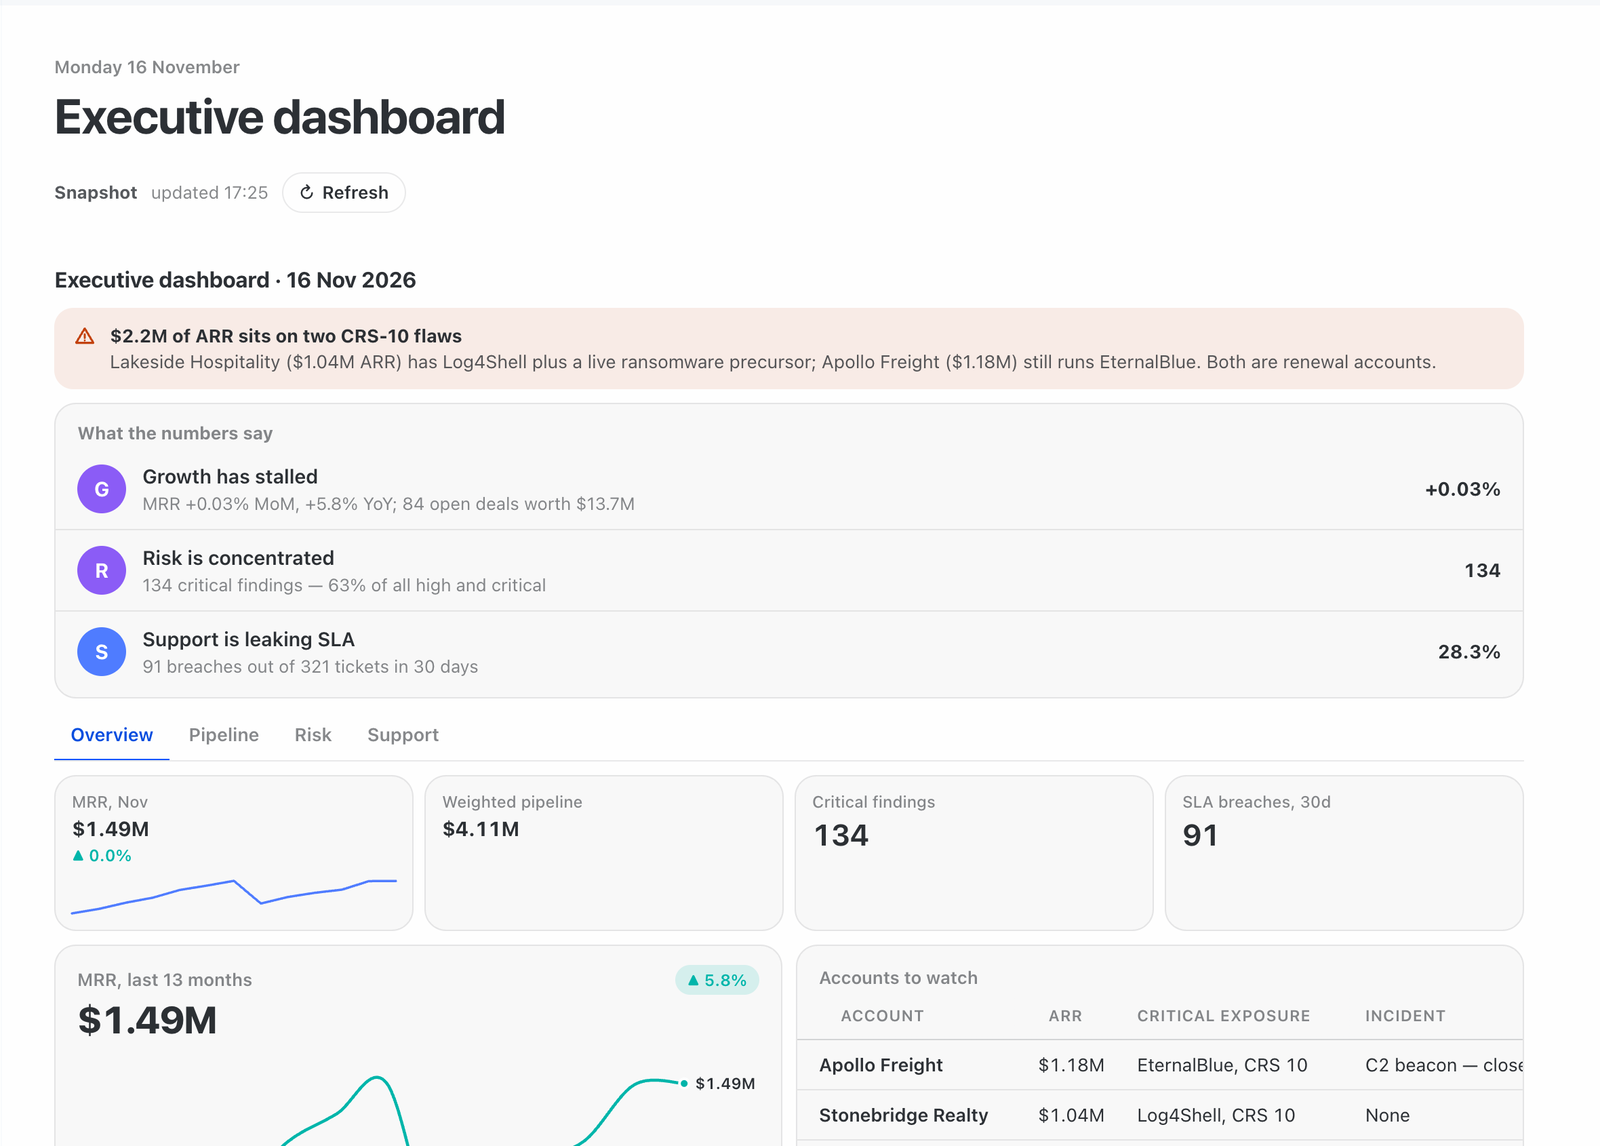 Monday 16 November
Executive dashboard
Snapshot updated 17:25 Refresh
Executive dashboard · 16 Nov 2026
$2.2M of ARR sits on two CRS-10 flaws
Lakeside Hospitality ($1.04M ARR) has Log4Shell plus a live ransomware precursor; Apollo Freight ($1.18M) still runs EternalBlue. Both are renewal accounts.
What the numbers say
G
Growth has stalled
MRR +0.03% MoM, +5.8% YoY; 84 open deals worth $13.7M
+0.03%
R
Risk is concentrated
134 critical findings — 63% of all high and critical
134
S
Support is leaking SLA
91 breaches out of 321 tickets in 30 days
28.3%
Overview Pipeline Risk Support
MRR, Nov
$1.49M
▲ 0.0%
Weighted pipeline
$4.11M
Critical findings
134
SLA breaches, 30d
91
MRR, last 13 months
▲ 5.8%
$1.49M
$1.49M
Accounts to watch
ACCOUNT ARR CRITICAL EXPOSURE INCIDENT
Apollo Freight $1.18M EternalBlue, CRS 10 C2 beacon — close
Stonebridge Realty $1.04M Log4Shell, CRS 10 None